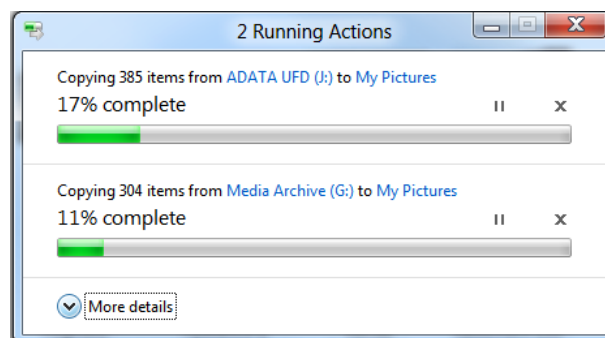 2 Running Actions
Copying 385 items from ADATA UFD (J:) to My Pictures
17% complete
Copying 304 items from Media Archive (G:) to My Pictures
11% complete
More details